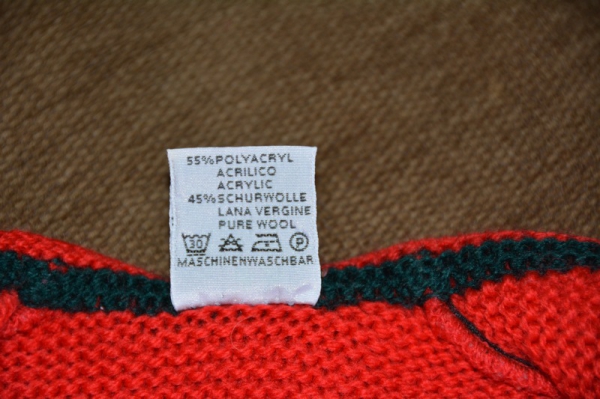 55% POLYACRYL
ACRILICO
ACRYLIC
45% SCHURWOLLE
LANA VERGINE
PURE WOOL
30 P
MASCHINENWASCHBAR